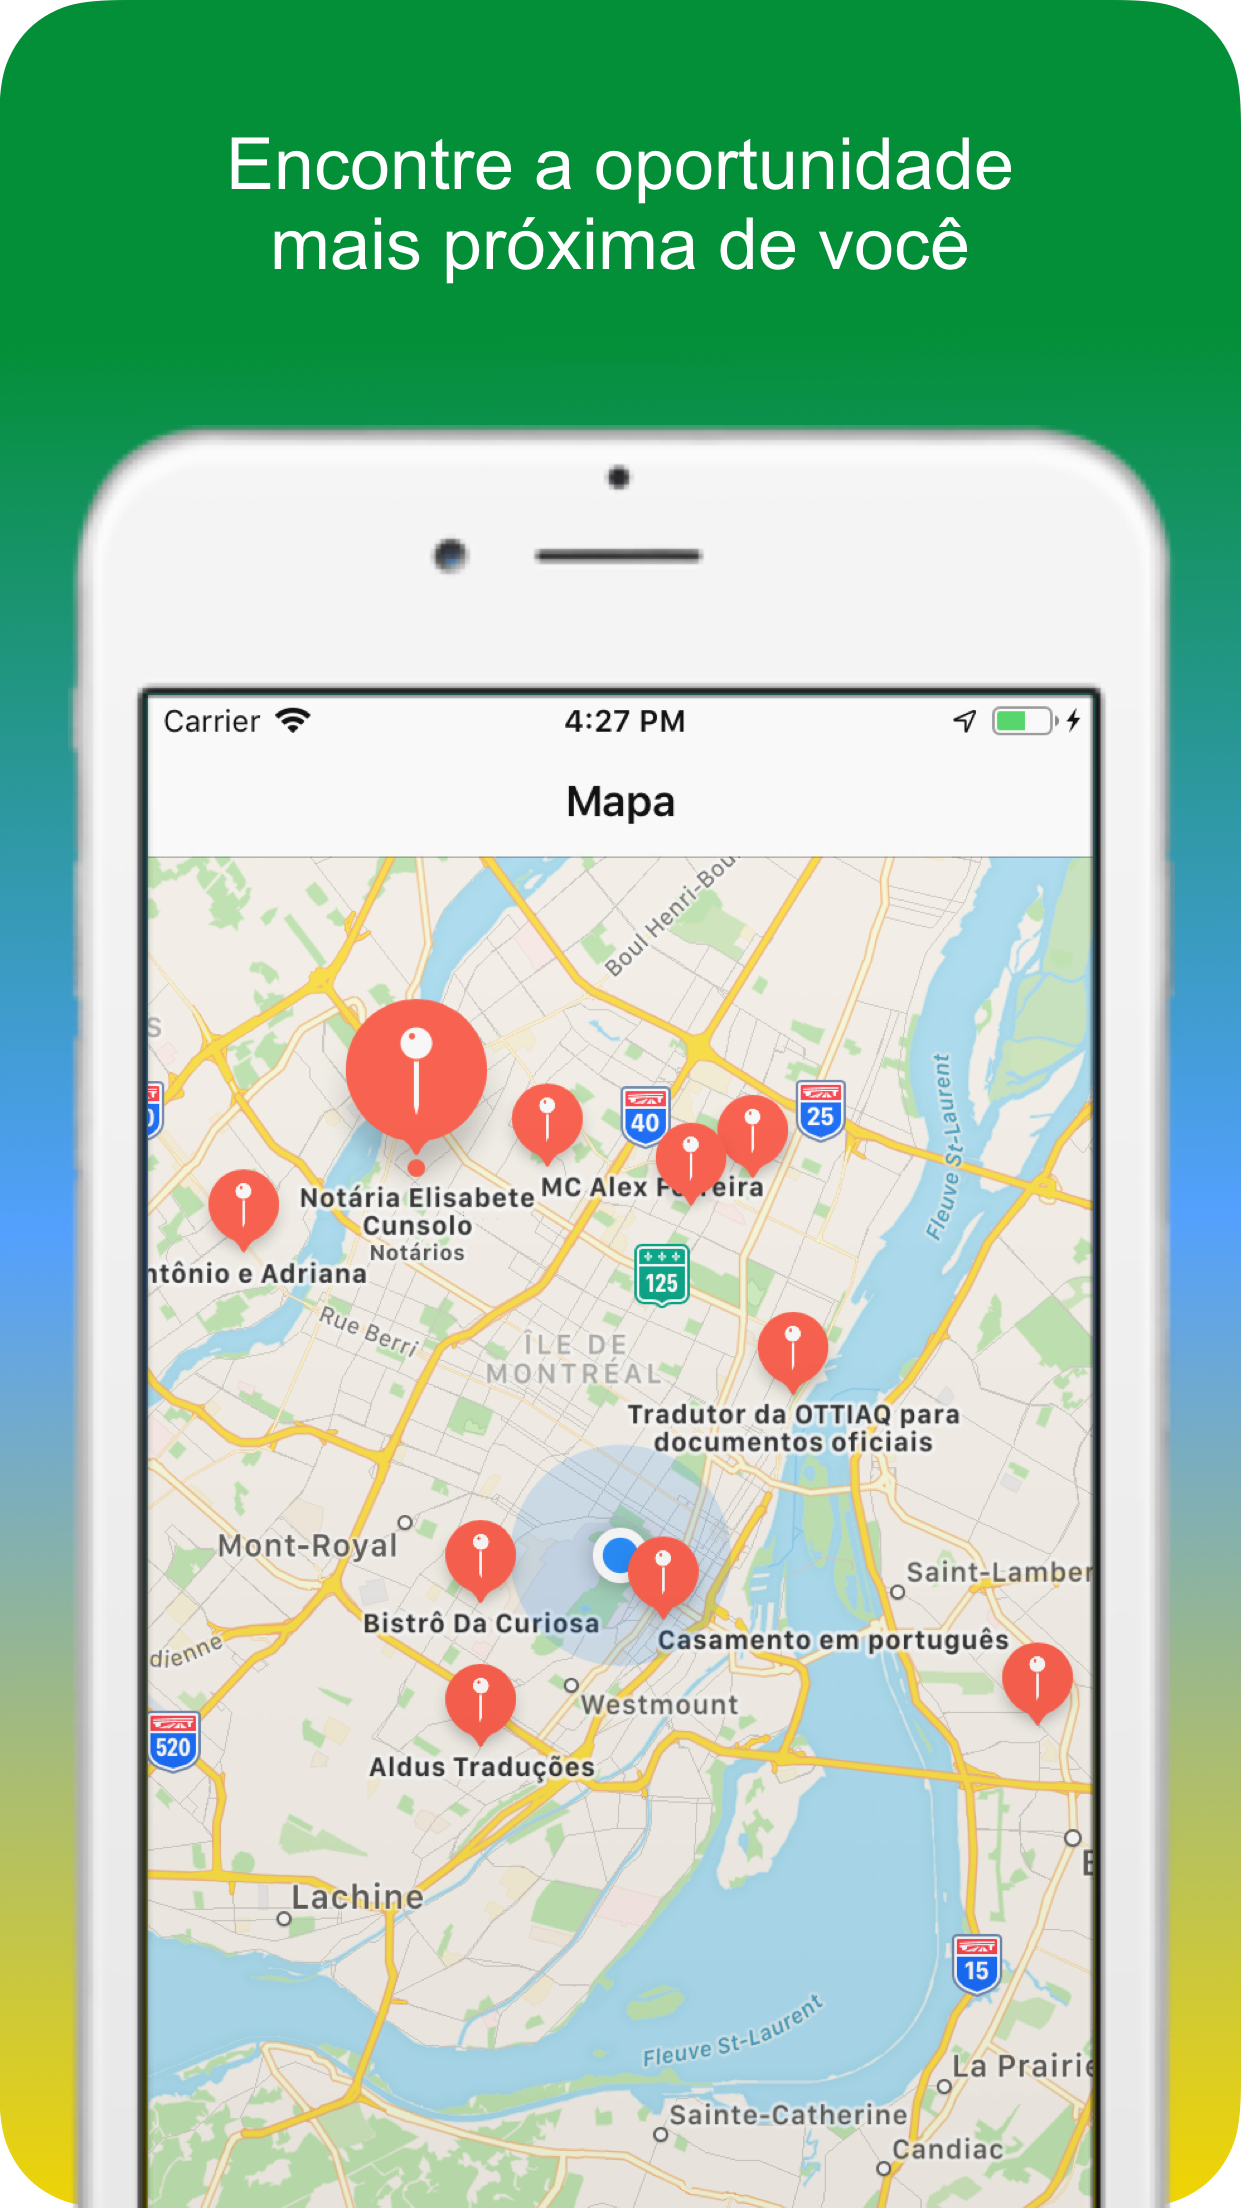 Encontre a oportunidade
mais próxima de você
Carrier
4:27 PM
Mapa
Boul Henri-Bou
S
40
25
Fleuve St-Laurent
Notária Elisabete
Cunsolo
Notários
MC Alex
eira
ntônio e Adriana
125
Rue Berri
ÎLE DE
MONTRÉAL
Tradutor da OTTIAQ para
documentos oficiais
Mont-Royal
Saint-Lamber
Bistrô Da Curiosa
Casamento em português
dienne
Westmount
520
Aldus Traduções
Lachine
15
Fleuve St-Laurent
La Prairie
Sainte-Catherine
Candiac